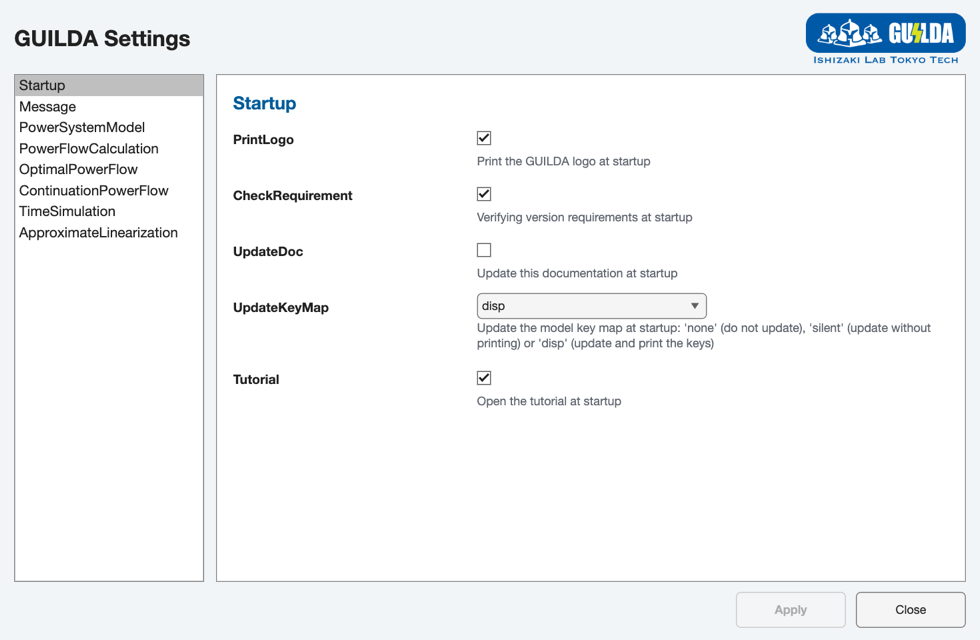 GUILDA Settings
GUILDA
ISHIZAKI LAB TOKYO TECH
Startup
Message
PowerSystemModel
PowerFlowCalculation
OptimalPowerFlow
ContinuationPowerFlow
TimeSimulation
ApproximateLinearization
Startup
PrintLogo
Print the GUILDA logo at startup
CheckRequirement
Verifying version requirements at startup
UpdateDoc
Update this documentation at startup
UpdateKeyMap
disp
Update the model key map at startup: 'none' (do not update), 'silent' (update without
printing) or 'disp' (update and print the keys)
Tutorial
Open the tutorial at startup
Apply
Close